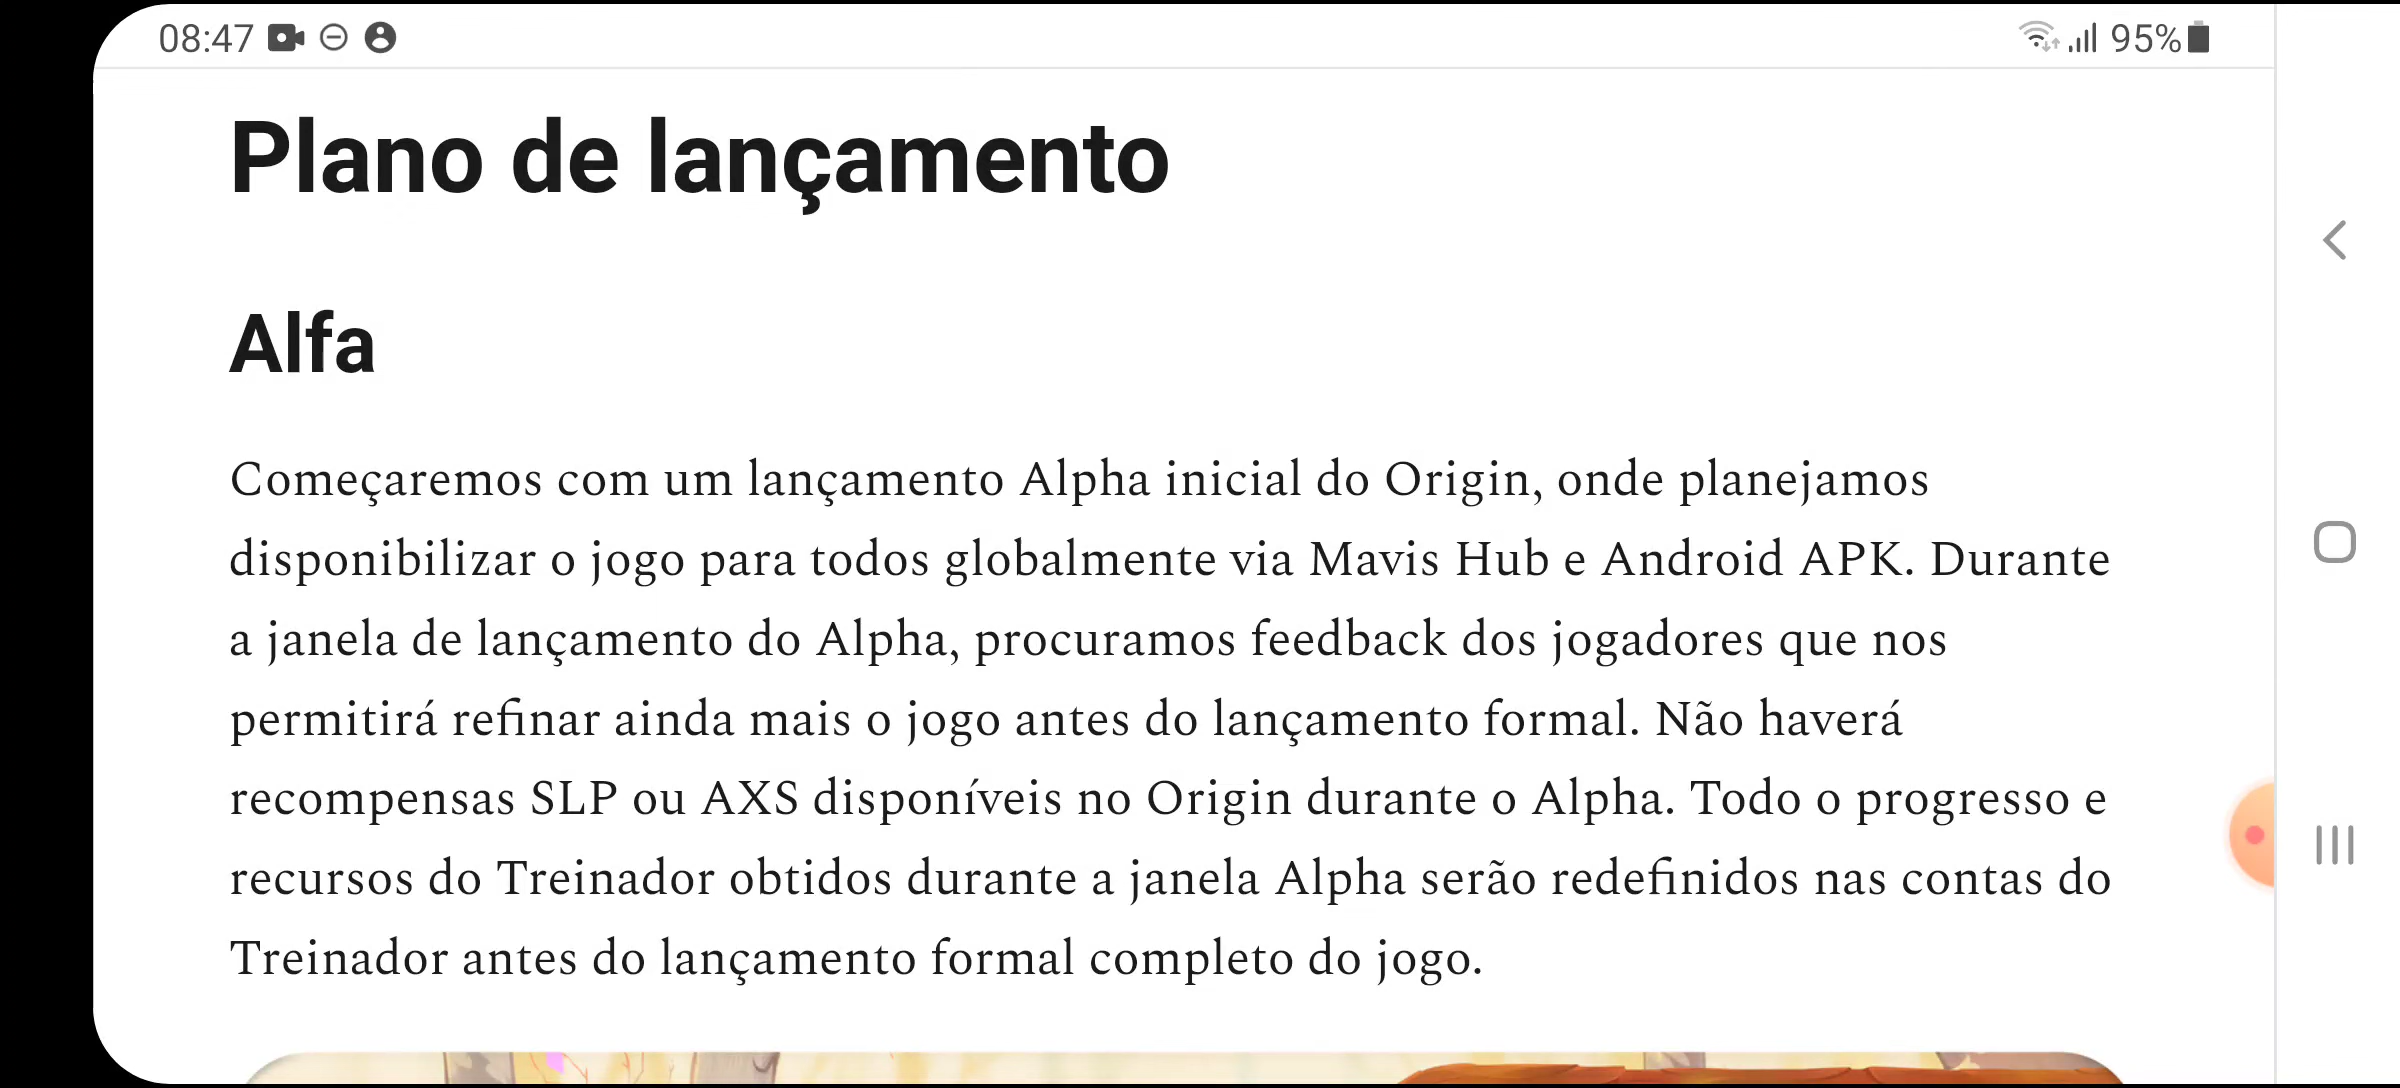 08:47
95%
Plano de lançamento
Alfa
Começaremos com um lançamento Alpha inicial do Origin, onde planejamos
disponibilizar o jogo para todos globalmente via Mavis Hub e Android APK. Durante
a janela de lançamento do Alpha, procuramos feedback dos jogadores que nos
permitirá refinar ainda mais o jogo antes do lançamento formal. Não haverá
recompensas SLP ou AXS disponíveis no Origin durante o Alpha. Todo o progresso e
recursos do Treinador obtidos durante a janela Alpha serão redefinidos nas contas do
Treinador antes do lançamento formal completo do jogo.